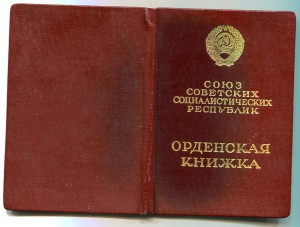 СОЮЗ
СОВЕТСКИХ
СОЦИАЛИСТИЧЕСКИХ
РЕСПУБЛИК
ОРДЕНСКАЯ
КНИЖКА